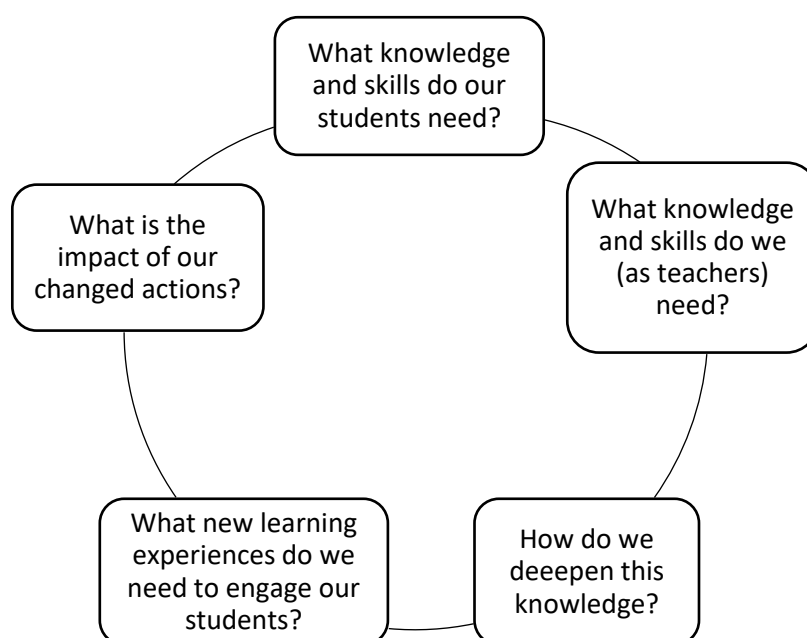 What knowledge
and skills do our
students need?
What knowledge
and skills do we
(as teachers)
need?
How do we
deeepen this
knowledge?
What new learning
experiences do we
need to engage our
students?
What is the
impact of our
changed actions?